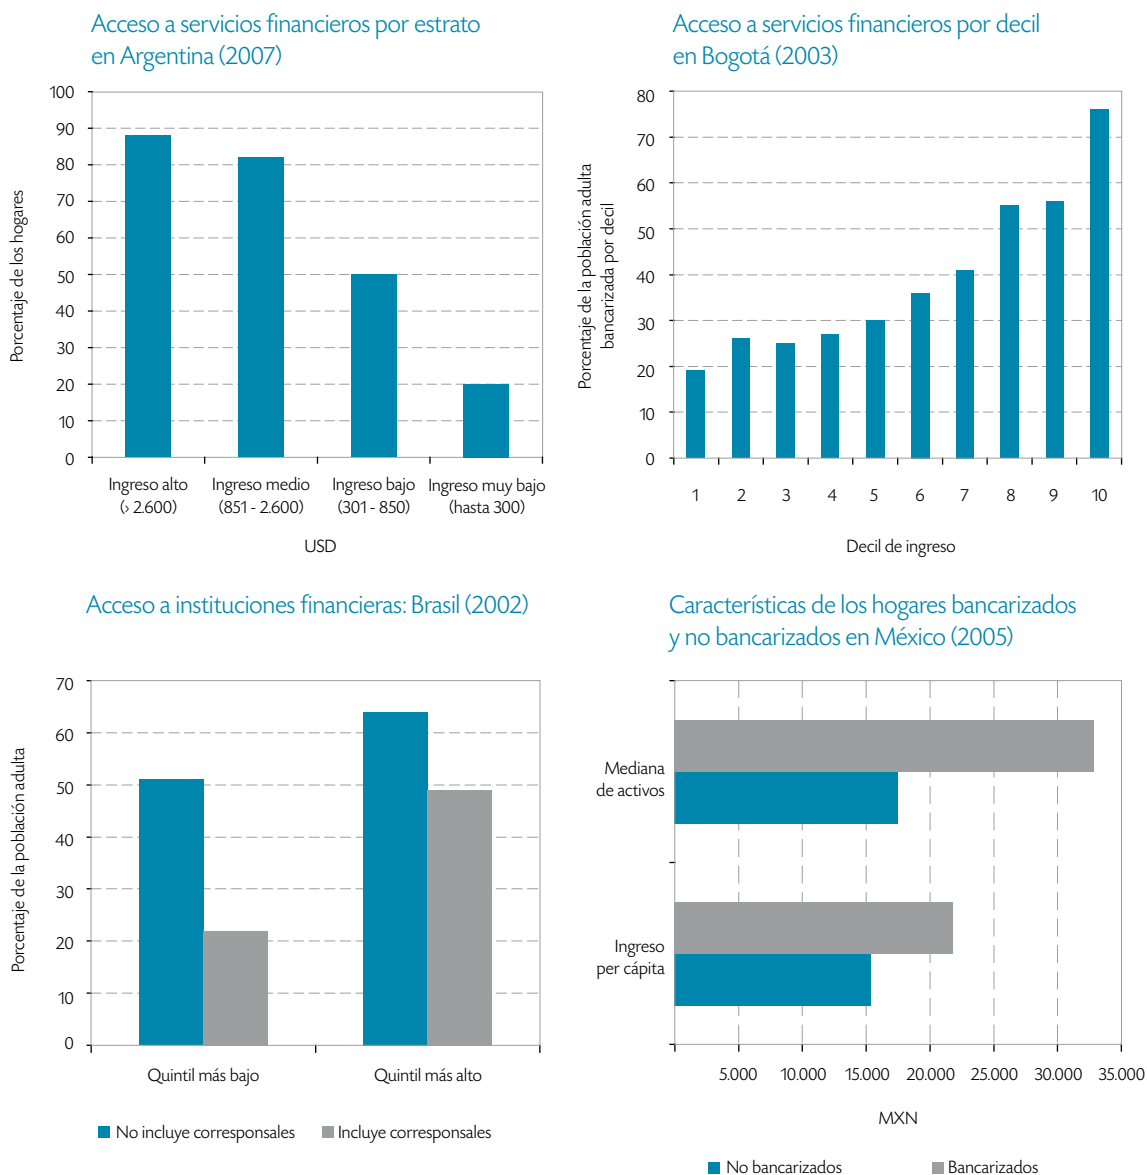 Acceso a servicios financieros por estrato
en Argentina (2007)
Porcentaje de los hogares
100
90
80
70
60
50
40
30
20
10
0
Ingreso alto
(› 2.600)
Ingreso medio
(851 - 2.600)
Ingreso bajo
(301 - 850)
Ingreso muy bajo
(hasta 300)
USD
Acceso a servicios financieros por decil
en Bogotá (2003)
Porcentaje de la población adulta
bancarizada por decil
80
70
60
50
40
30
20
10
0
1 2 3 4 5 6 7 8 9 10
Decil de ingreso
Acceso a instituciones financieras: Brasil (2002)
Porcentaje de la población adulta
70
60
50
40
30
20
10
0
Quintil más bajo
Quintil más alto
No incluye corresponsales
Incluye corresponsales
Características de los hogares bancarizados
y no bancarizados en México (2005)
Mediana
de activos
Ingreso
per cápita
5.000 10.000 15.000 20.000 25.000 30.000 35.000
MXN
No bancarizados
Bancarizados